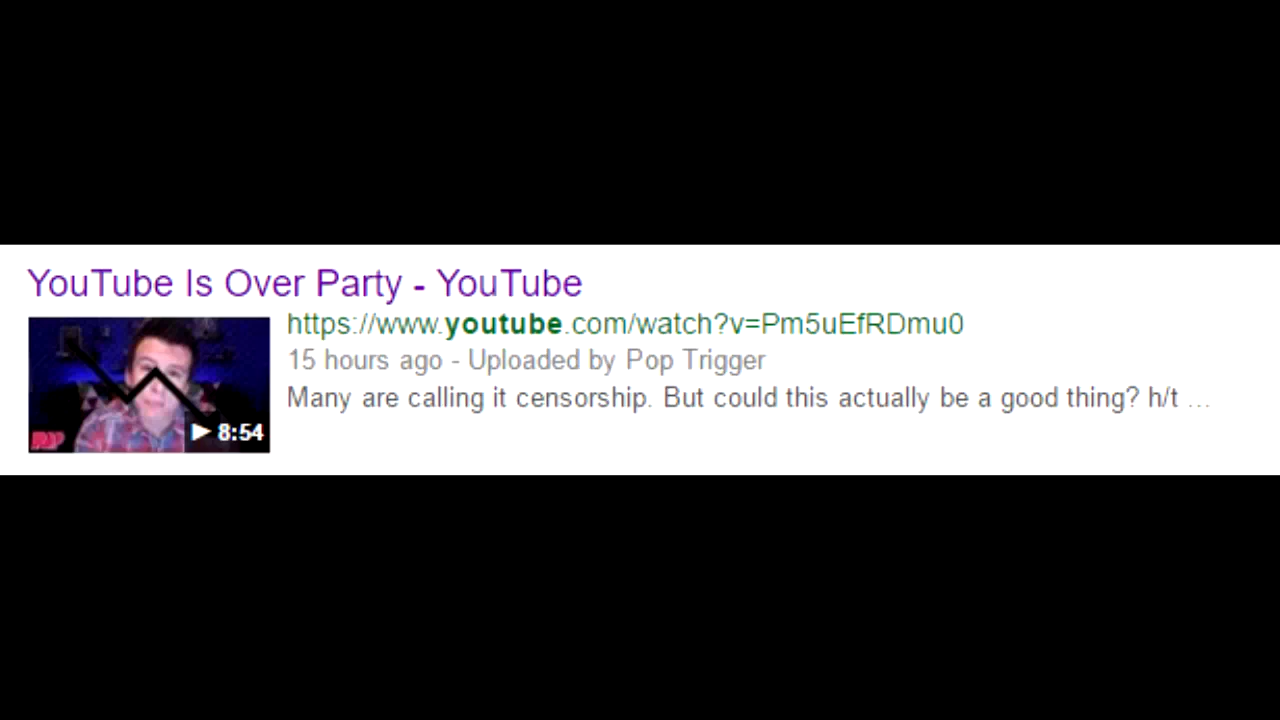 YouTube Is Over Party - YouTube
https://www.youtube.com/watch?v=Pm5uEfRDmu0
15 hours ago - Uploaded by Pop Trigger
Many are calling it censorship. But could this actually be a good thing? h/t ...
RIP
8:54